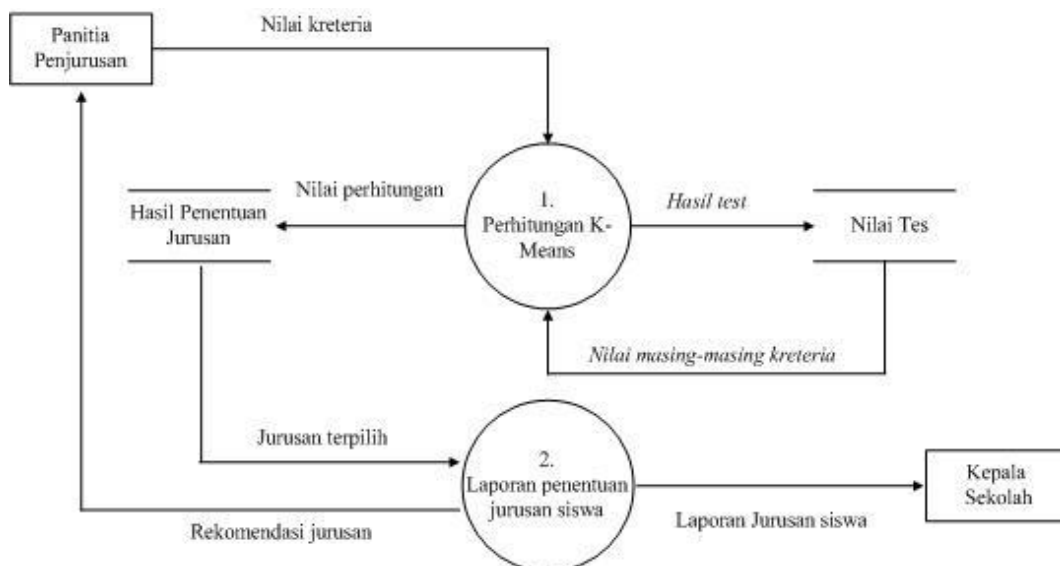 Panitia
Penjurusan
Nilai kreteria
Hasil Penentuan
Jurusan
Nilai perhitungan
1.
Perhitungan K-
Means
Hasil test
Nilai Tes
Nilai masing-masing kreteria
Jurusan terpilih
2.
Laporan penentuan
jurusan siswa
Kepala
Sekolah
Rekomendasi jurusan
Laporan Jurusan siswa